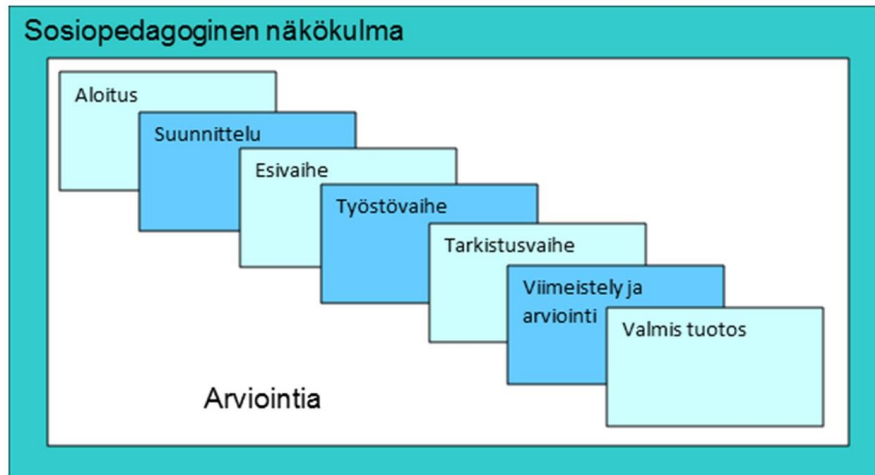 Sosiopedagoginen näkökulma
Aloitus
Suunnittelu
Esivaihe
Työstövaihe
Tarkistusvaihe
Viimeistely ja
arviointi
Valmis tuotos
Arviointia